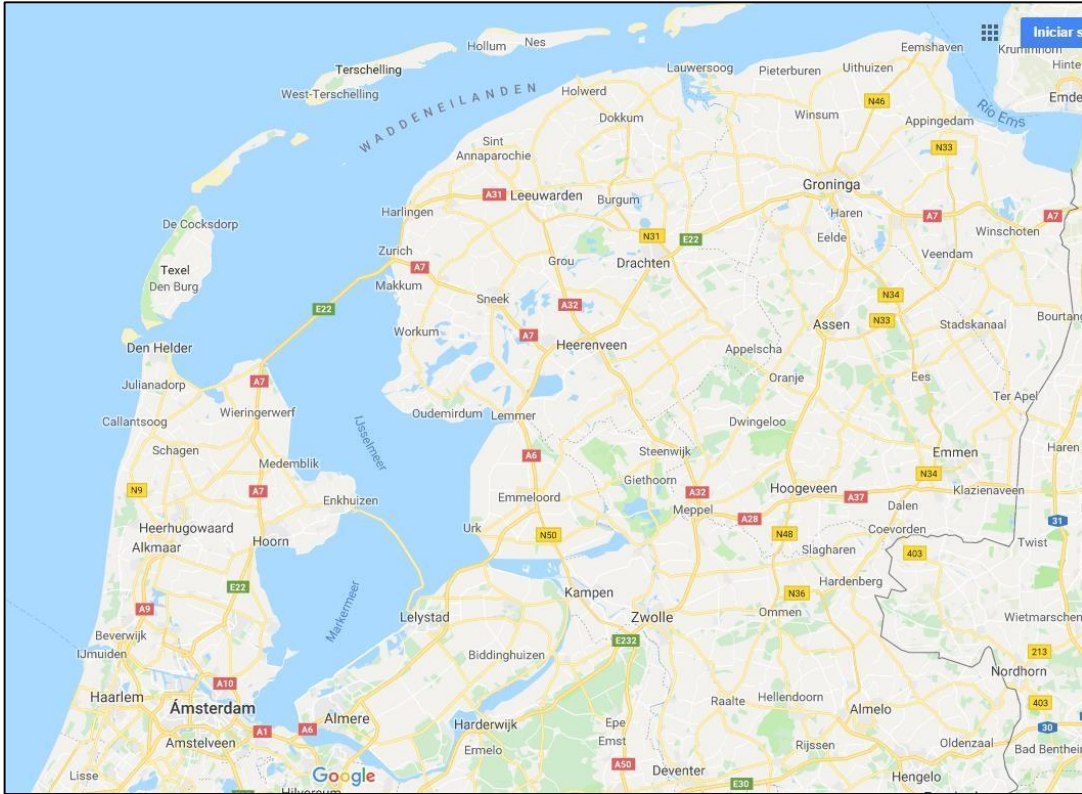 Hollum
Nes
Iniciar s
Krummhörn
Eemshaven
Terschelling
Lauwersoog
Pieterburen
Uithuizen
Hinte
West-Terschelling
WADDENEILANDEN
Holwerd
N46
Emde
Dokkum
Winsum
Appingedam
Río Ems
Sint
Annaparochie
N33
Groninga
A31
Leeuwarden
Burgum
Harlingen
Haren
A7
A7
De Cocksdorp
Winschoten
N31
E22
Eelde
Zurich
Veendam
Grou
Drachten
A7
Texel
Den Burg
Makkum
Sneek
N34
E22
A32
N33
Bourtang
Workum
Assen
Stadskanaal
A7
Heerenveen
Den Helder
Appelscha
Julianadorp
A7
Oranje
Ees
Ter Apel
Wieringerwerf
Oudemirdum
Lemmer
Callantsoog
Dwingeloo
IJsselmeer
Schagen
Steenwijk
Emmen
Haren
A6
Medemblik
N34
Giethoorn
N9
A7
Enkhuizen
Emmeloord
A32
Hoogeveen
A37
Klazienaveen
Meppel
Dalen
Heerhugowaard
Urk
A28
31
Alkmaar
Hoorn
N50
N48
Coevorden
Twist
Slagharen
403
E22
Hardenberg
Kampen
N36
A9
Markermeer
Lelystad
Zwolle
Ommen
Wietmarschen
Beverwijk
E232
IJmuiden
Biddinghuizen
213
Nordhorn
A10
Haarlem
Raalte
Hellendoorn
403
Ámsterdam
Almere
Harderwijk
Epe
Almelo
A1
A6
30
Amstelveen
Emst
Ermelo
Rijssen
Oldenzaal
Bad Bentheim
A50
Deventer
Lisse
Google
Hengelo
E30
Hilversum